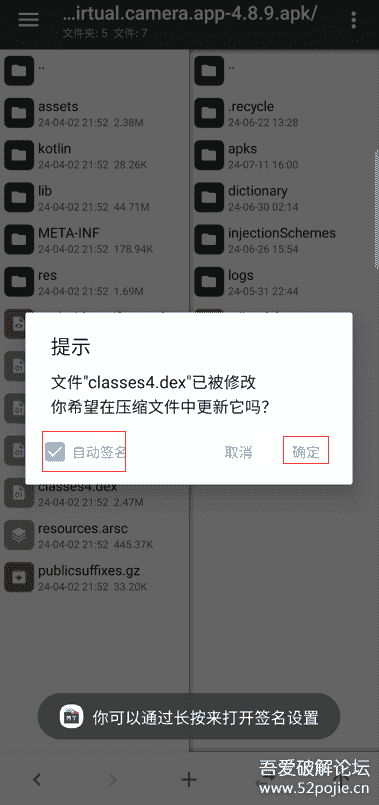 ...irtual.camera.app-4.8.9.apk/
文件夹: 5 文件: 7
..
assets
24-04-02 21:52 2.38M
kotlin
24-04-02 21:52 28.26K
lib
24-04-02 21:52 44.71M
META-INF
24-04-02 21:52 178.94K
res
24-04-02 21:52 1.69M
..
.recycle
24-06-22 13:28
apks
24-07-11 16:00
dictionary
24-06-30 02:14
injectionSchemes
24-06-26 15:54
logs
24-05-31 22:44
提示
文件"classes4.dex"已被修改
你希望在压缩文件中更新它吗?
自动签名
取消
确定
classes4.dex
24-04-02 21:52 2.47M
resources.arsc
24-04-02 21:52 445.37K
publicsuffixes.gz
24-04-02 21:52 33.20K
你可以通过长按来打开签名设置
吾爱破解论坛
www.52pojie.cn